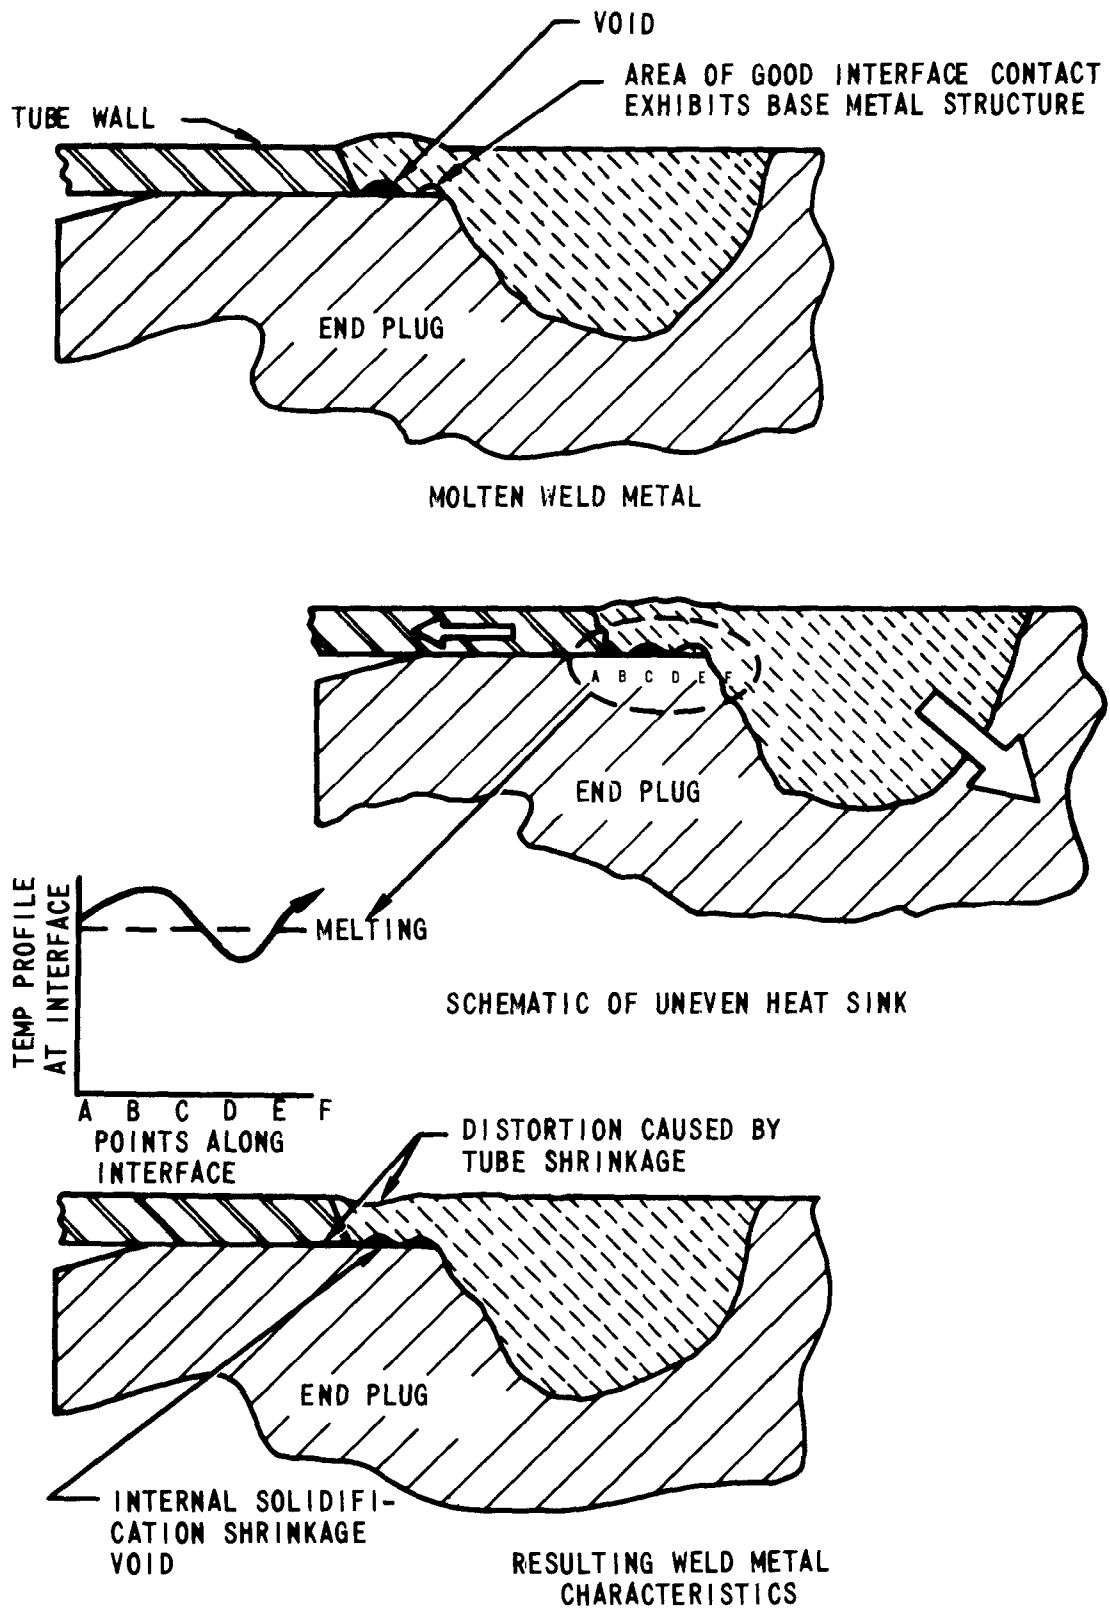 VOID
AREA OF GOOD INTERFACE CONTACT
EXHIBITS BASE METAL STRUCTURE
TUBE WALL
END PLUG
MOLTEN WELD METAL
A B C D E F
END PLUG
TEMP PROFILE
AT INTERFACE
MELTING
SCHEMATIC OF UNEVEN HEAT SINK
A B C D E F
POINTS ALONG
INTERFACE
DISTORTION CAUSED BY
TUBE SHRINKAGE
END PLUG
INTERNAL SOLIDIFI-
CATION SHRINKAGE
VOID
RESULTING WELD METAL
CHARACTERISTICS